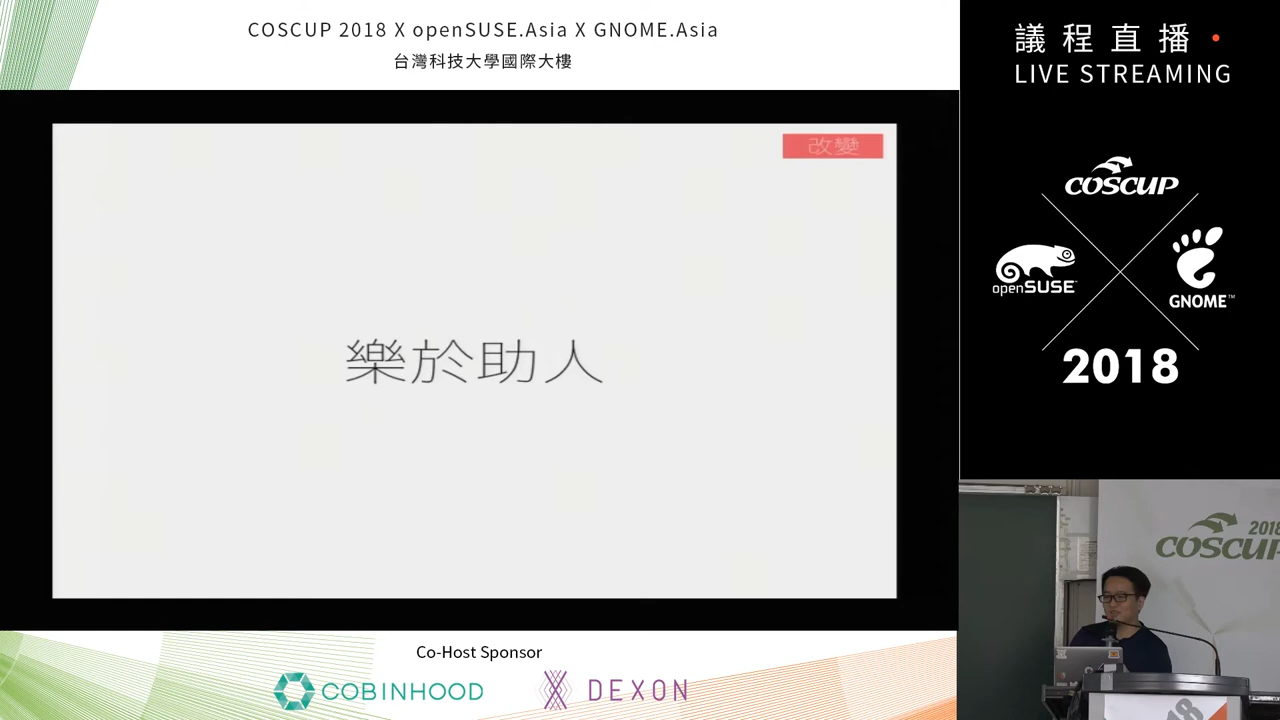 COSCUP 2018 X openSUSE.Asia X GNOME.Asia
台灣科技大學國際大樓
改變
樂於助人
Co-Host Sponsor
COBINHOOD
DEXON
議程直播
LIVE STREAMING
COSCUP
openSUSE
GNOME™
2018
2018
COSCUP
18